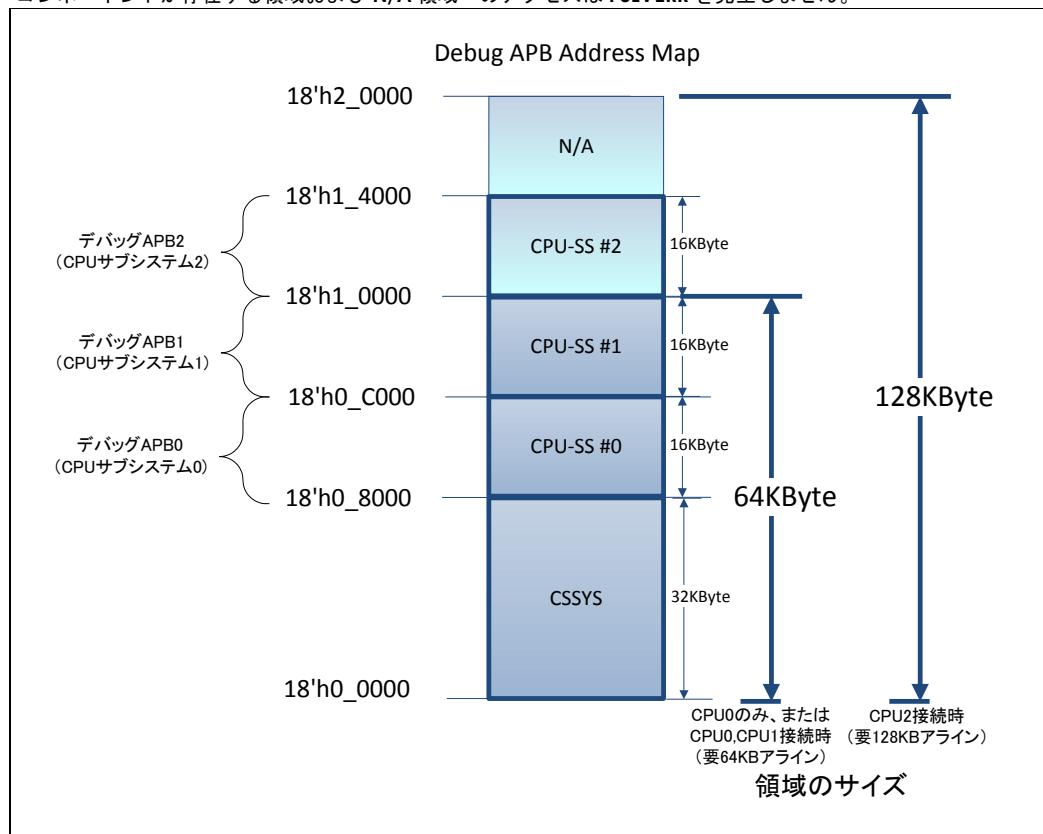 Debug APB Address Map
18'h2_0000
N/A
18'h1_4000
デバッグAPB2
(CPUサブシステム2)
CPU-SS #2
16KByte
18'h1_0000
デバッグAPB1
(CPUサブシステム1)
CPU-SS #1
16KByte
18'h0_C000
128KByte
デバッグAPB0
(CPUサブシステム0)
CPU-SS #0
16KByte
18'h0_8000
64KByte
CSSYS
32KByte
18'h0_0000
CPU0のみ、または
CPU0,CPU1接続時
(要64KBアライン)
CPU2接続時
(要128KBアライン)
領域のサイズ